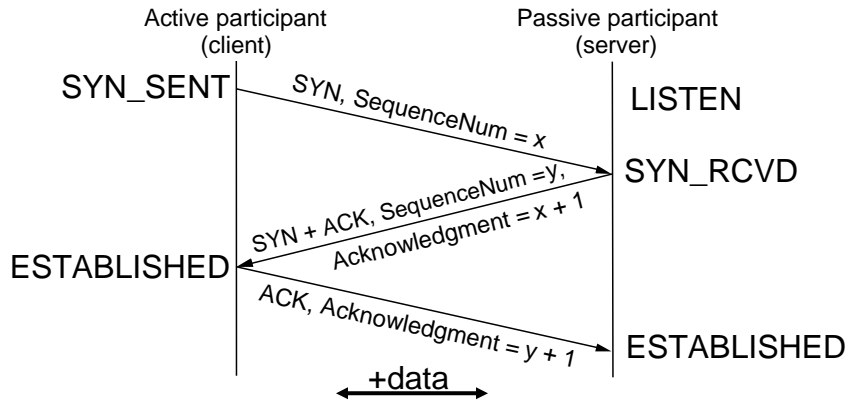 Active participant
(client)
Passive participant
(server)
SYN_SENT
LISTEN
SYN, SequenceNum = x
SYN_RCVD
SYN + ACK, SequenceNum =y,
Acknowledgment = x + 1
ESTABLISHED
ACK, Acknowledgment = y + 1
ESTABLISHED
+data